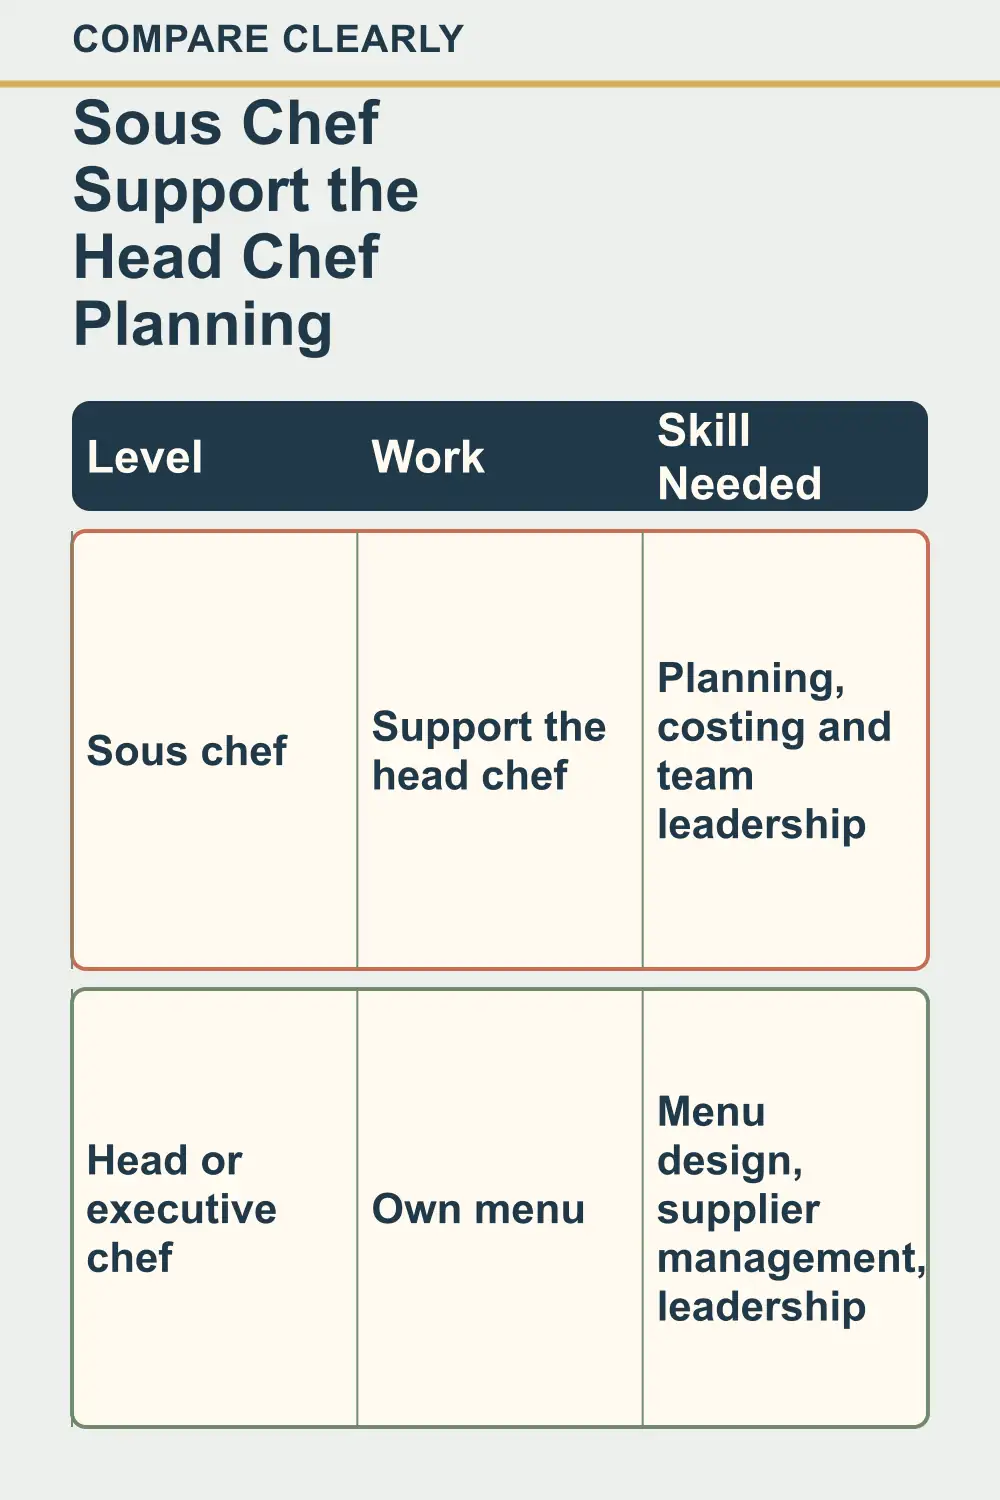 COMPARE CLEARLY
Sous Chef
Support the
Head Chef
Planning
Level
Work
Skill
Needed
Sous chef
Support the
head chef
Planning,
costing and
team
leadership
Head or
executive
chef
Own menu
Menu
design,
supplier
management,
leadership